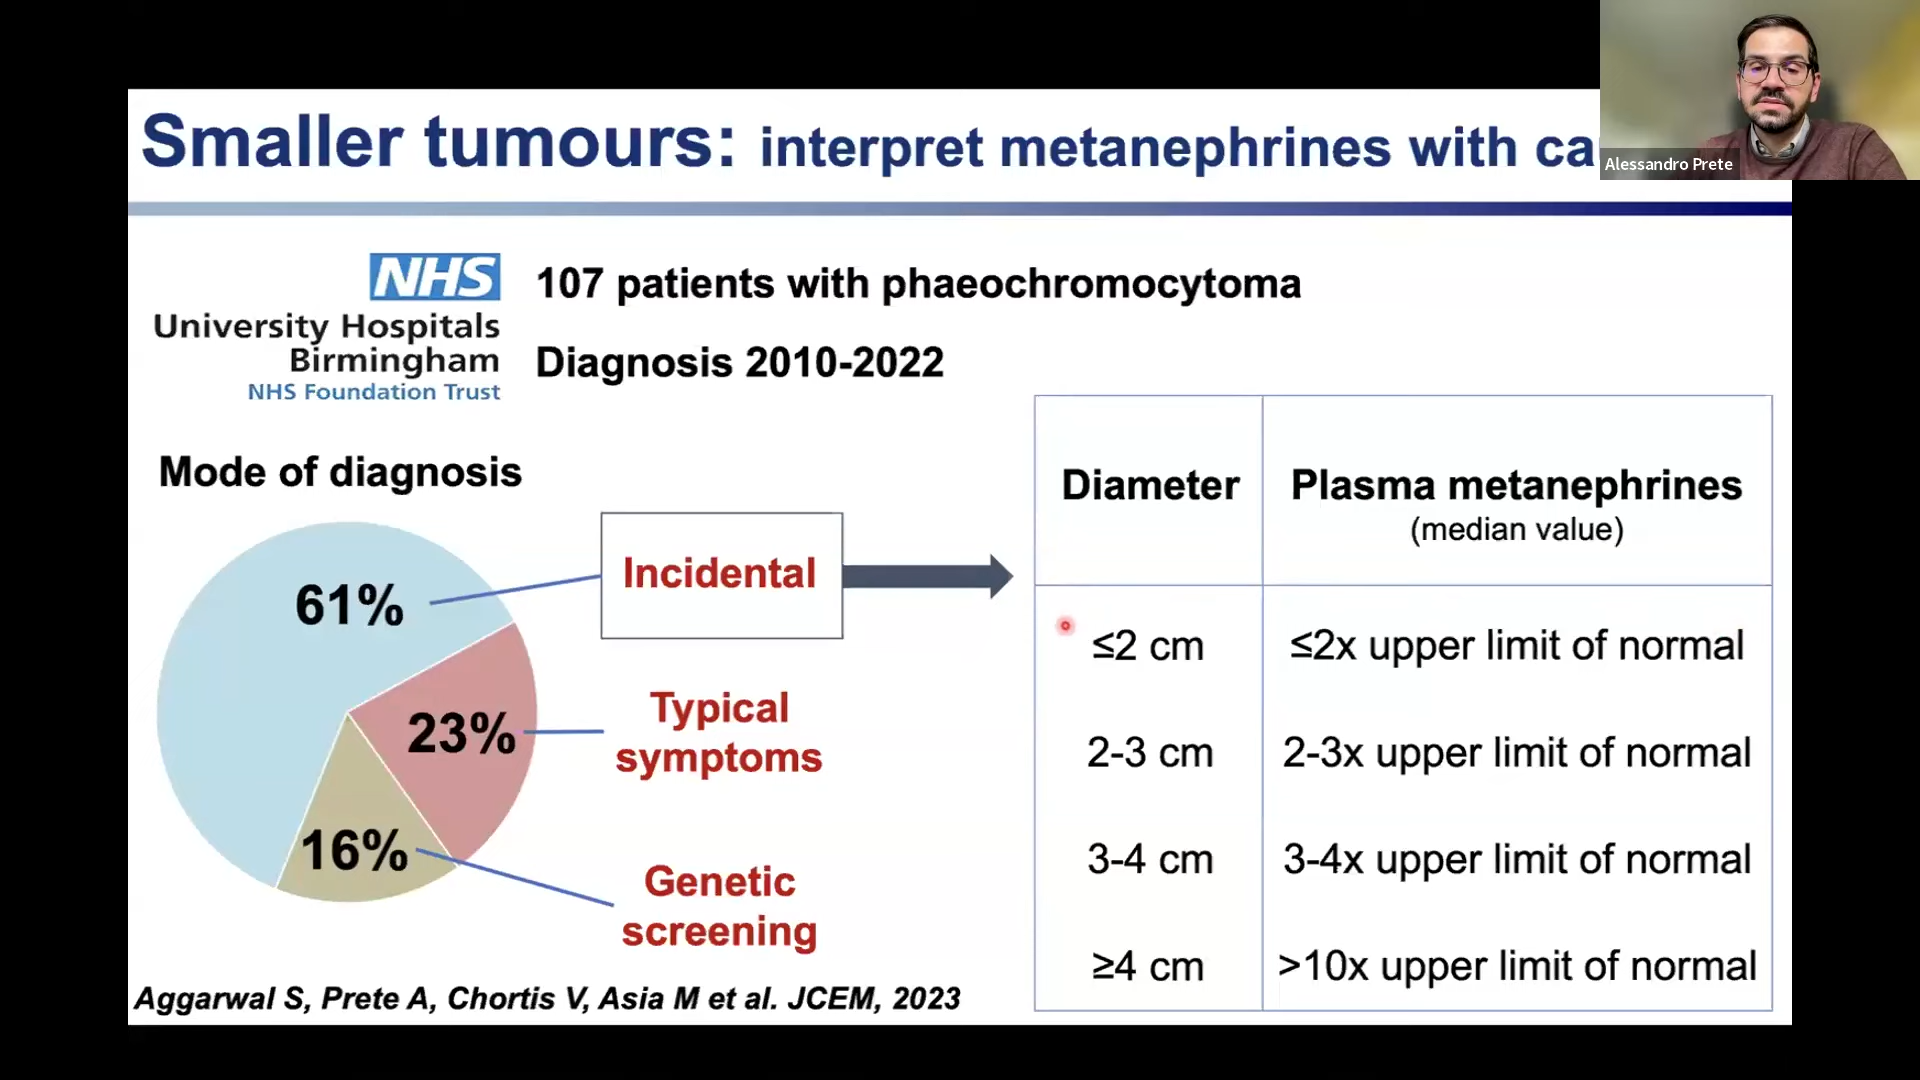 Smaller tumours: interpret metanephrines with
Alessandro Prete
NHS
University Hospitals
Birmingham
NHS Foundation Trust
107 patients with phaeochromocytoma
Diagnosis 2010-2022
Mode of diagnosis
61%
Incidental
23%
Typical
symptoms
16%
Genetic
screening
Diameter
Plasma metanephrines
(median value)
≤2 cm
≤2x upper limit of normal
2-3 cm
2-3x upper limit of normal
3-4 cm
3-4x upper limit of normal
≥4 cm
>10x upper limit of normal
Aggarwal S, Prete A, Chortis V, Asia M et al. JCEM, 2023